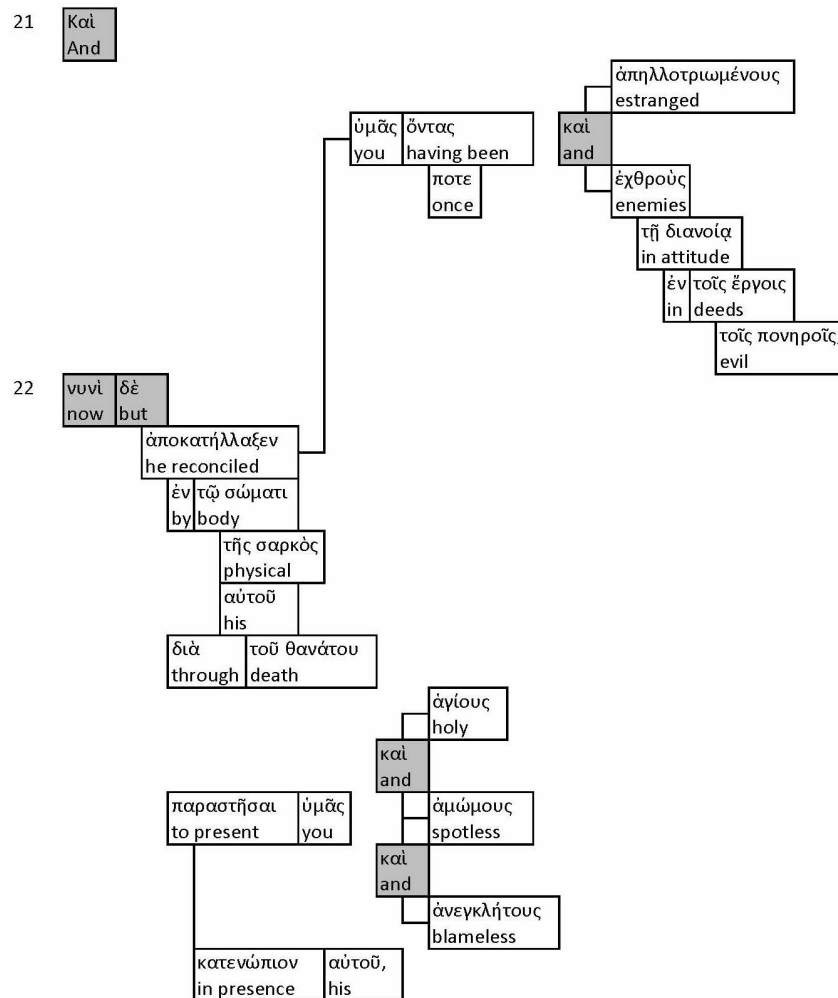 21 Καὶ
And
ἀπηλλοτριωμένους
estranged
ὑμᾶς ὄντας καὶ
you having been and
ποτε ἐχθροὺς
once enemies
τῇ διανοίᾳ
in attitude
ἐν τοῖς ἔργοις
in deeds
τοῖς πονηροῖς,
evil
22 νυνὶ δὲ
now but
ἀποκατήλλαξεν
he reconciled
ἐν τῷ σώματι
by body
τῆς σαρκὸς
physical
αὐτοῦ
his
διὰ τοῦ θανάτου
through death
ἁγίους
holy
καὶ
and
παραστῆσαι ὑμᾶς ἀμώμους
to present you spotless
καὶ
and
ἀνεγκλήτους
blameless
κατενώπιον αὐτοῦ,
in presence his